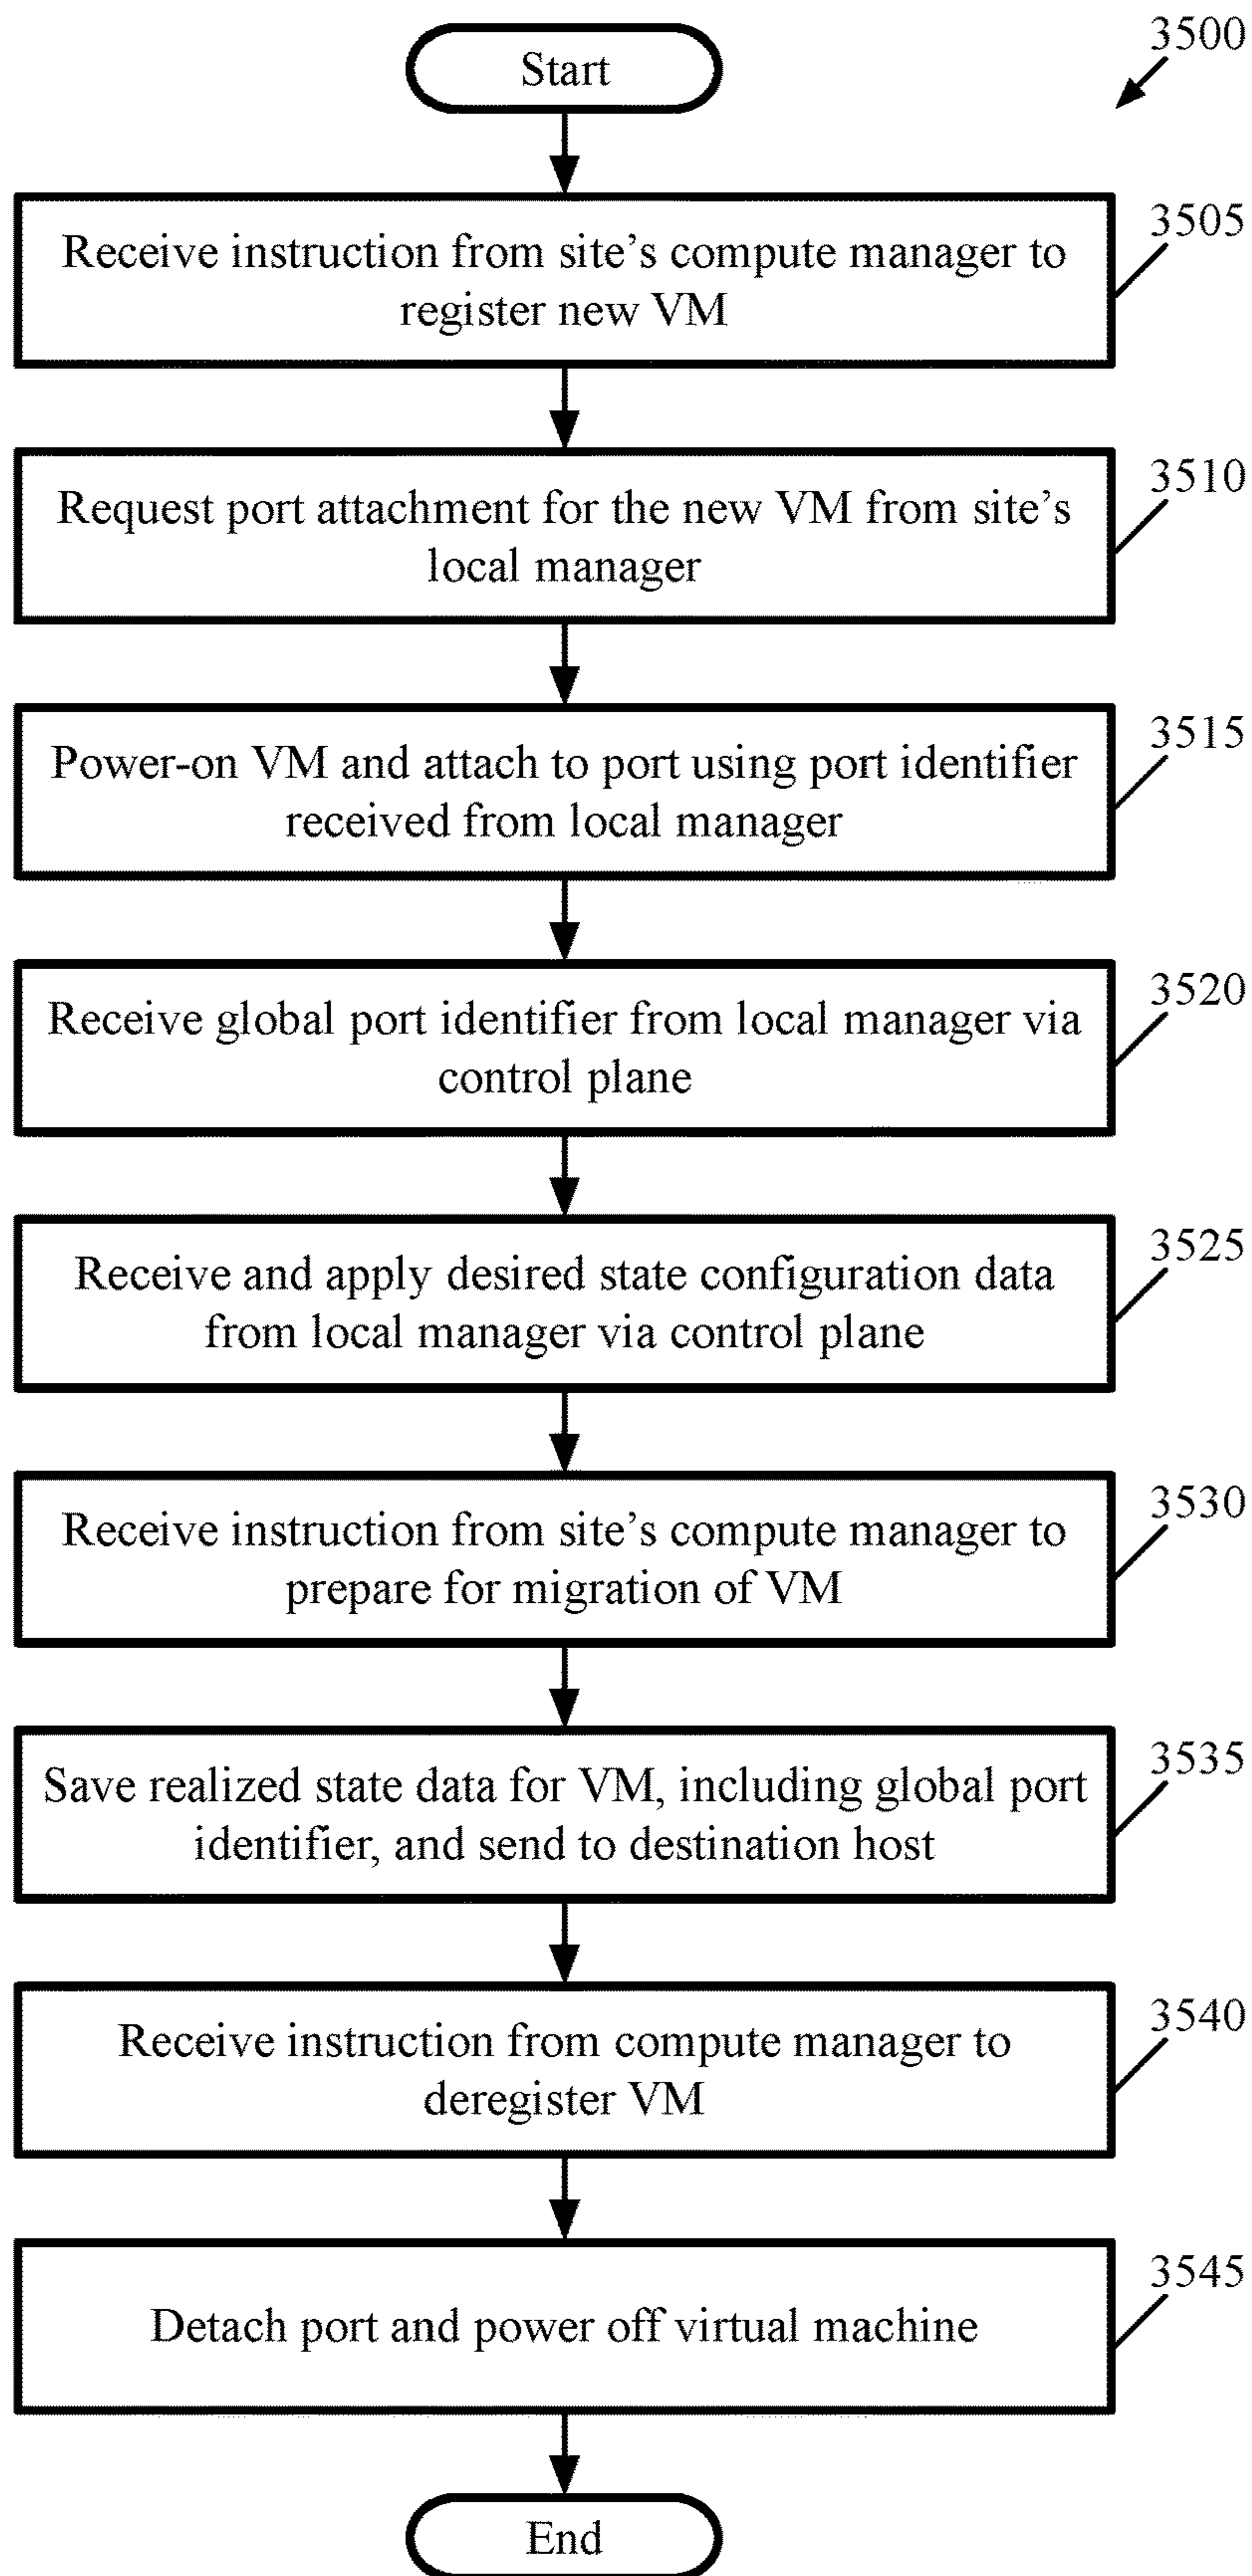 3500
Start
3505
Receive instruction from site’s compute manager to
register new VM
3510
Request port attachment for the new VM from site’s
local manager
3515
Power-on VM and attach to port using port identifier
received from local manager
3520
Receive global port identifier from local manager via
control plane
3525
Receive and apply desired state configuration data
from local manager via control plane
3530
Receive instruction from site’s compute manager to
prepare for migration of VM
3535
Save realized state data for VM, including global port
identifier, and send to destination host
3540
Receive instruction from compute manager to
deregister VM
3545
Detach port and power off virtual machine
End